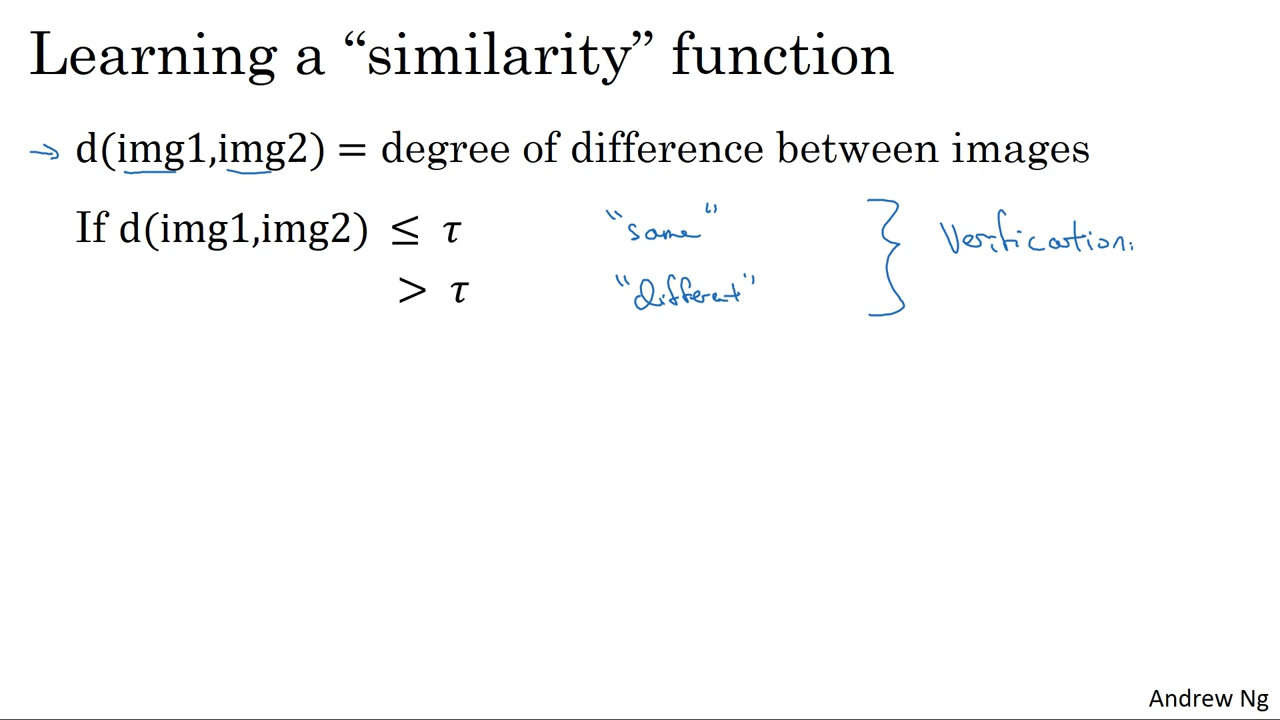 Learning a “similarity” function
→ d(img1,img2) = degree of difference between images
If d(img1,img2) ≤ τ "same"
> τ "different"
Verification.
Andrew Ng